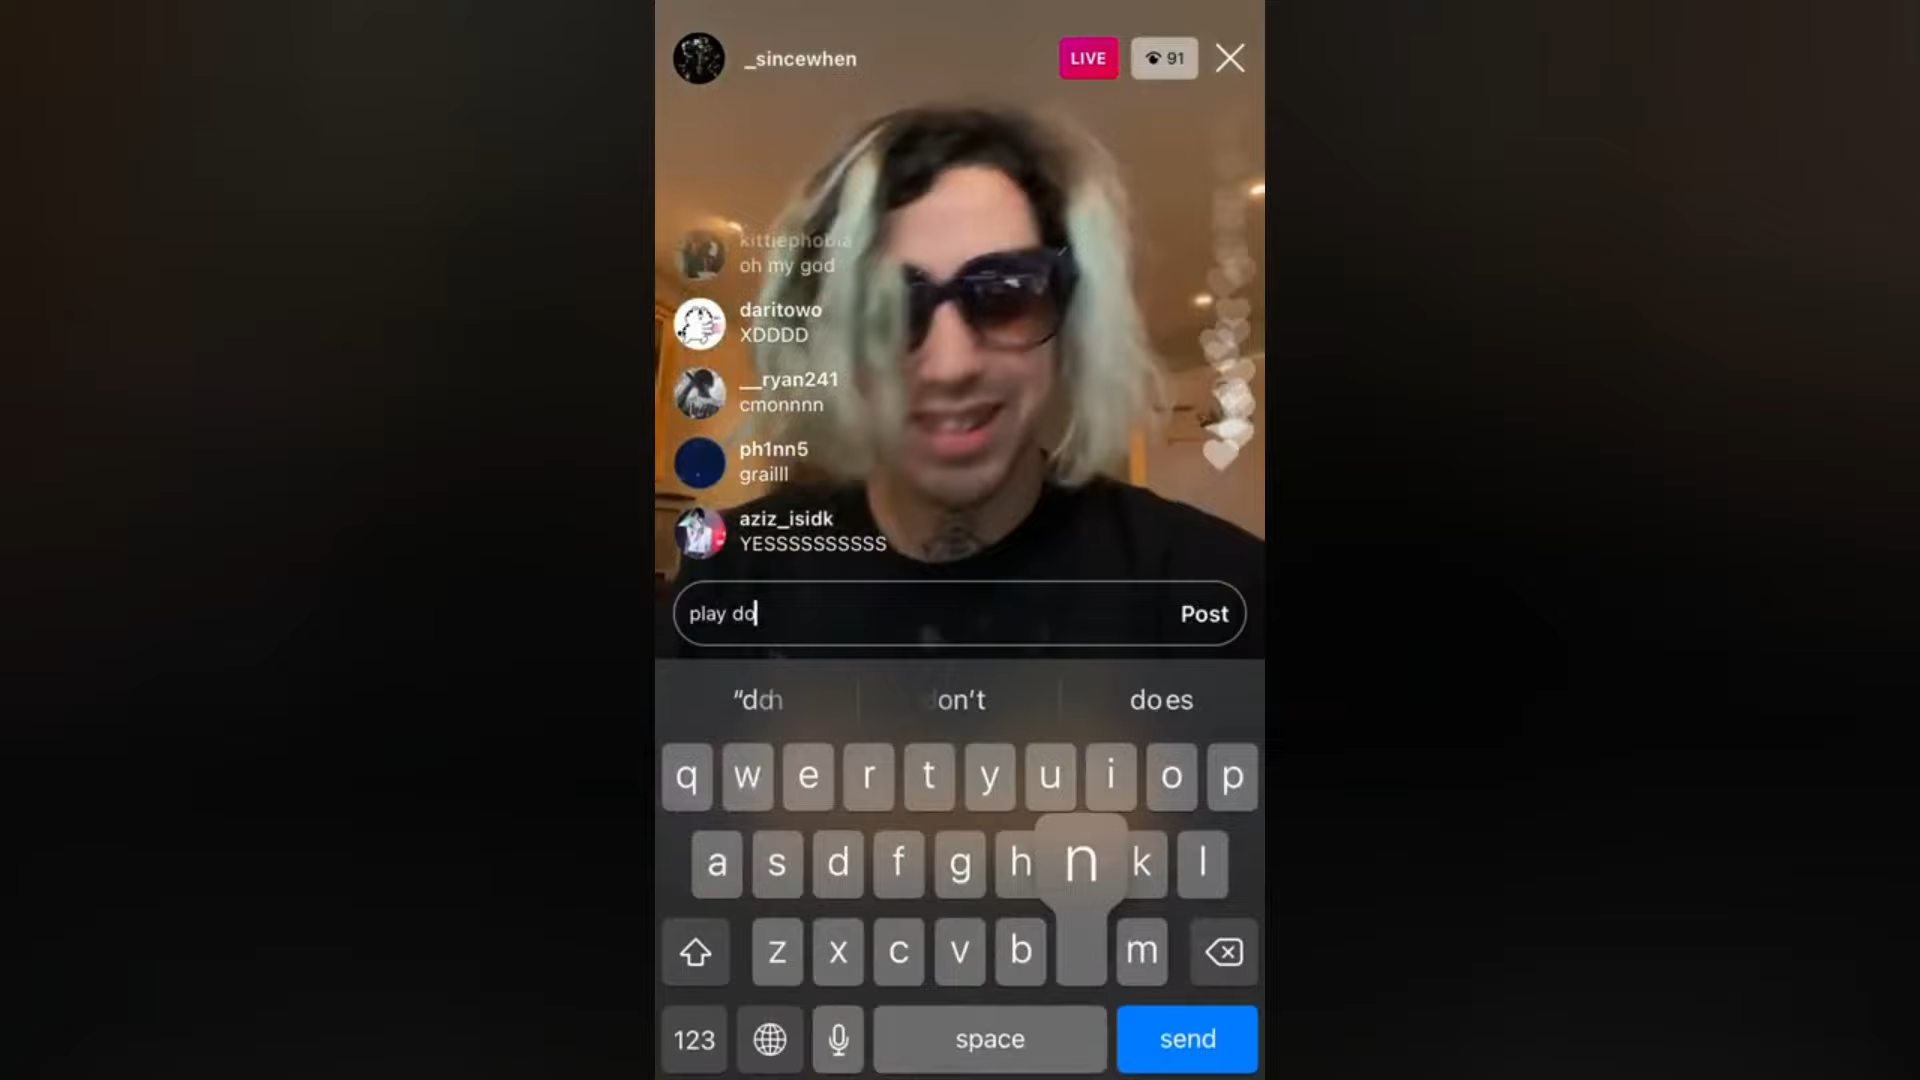 _sincewhen
LIVE
91
kittiephobia
oh my god
daritowo
XDDDD
__ryan241
cmonnnn
ph1nn5
grailll
aziz_isidk
YESSSSSSSSSS
play do
Post
don't
does
q w e r t y u i o p
a s d f g h n k l
z x c v b m
123
space
send